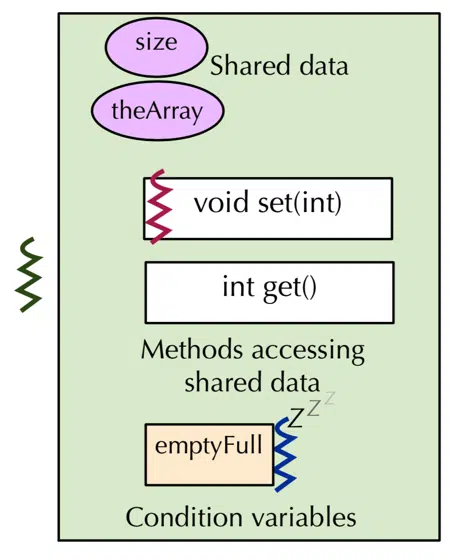 size
Shared data
theArray
void set(int)
int get()
Methods accessing
shared data
Z Z Z
emptyFull
Condition variables